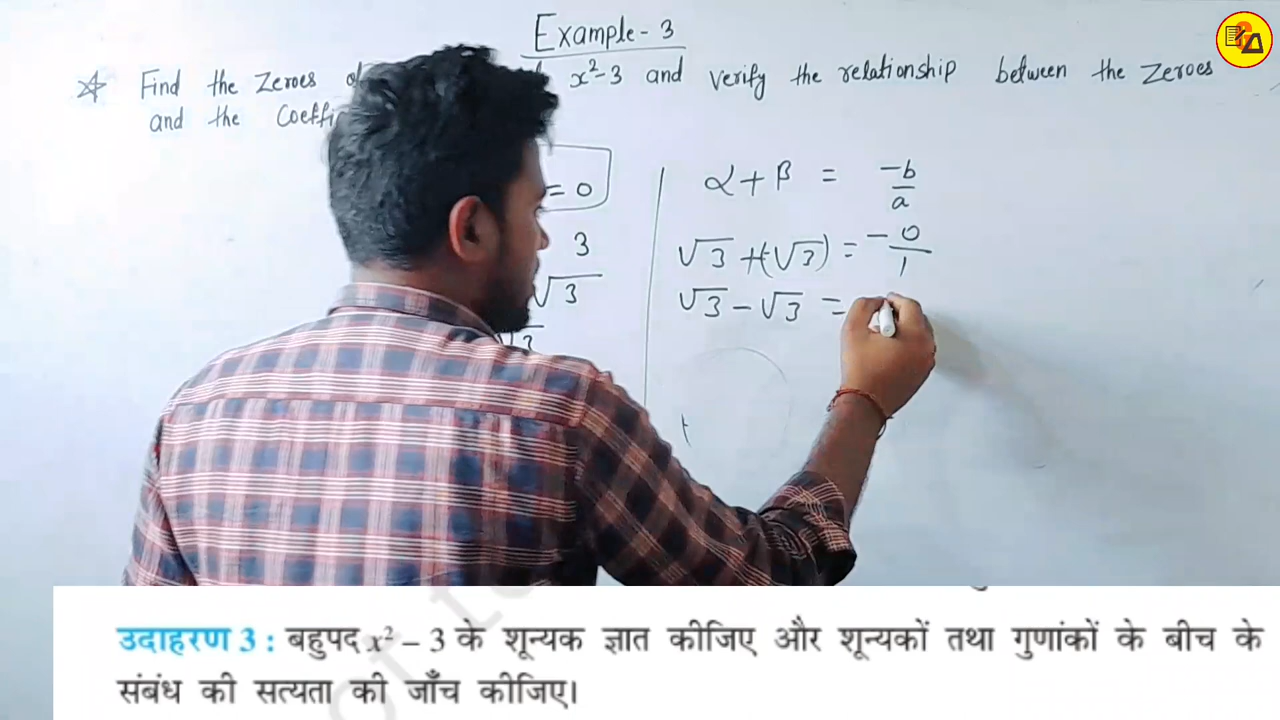 Example - 3
Find the Zeroes x² - 3 and Verify the relationship between the Zeroes
and the Coeffi
= 0
3
√3
√3
α + β = -b/a
√3 + (-√3) = -0/1
√3 - √3 =
उदाहरण 3 : बहुपद x² – 3 के शून्यक ज्ञात कीजिए और शून्यकों तथा गुणांकों के बीच के
संबंध की सत्यता की जाँच कीजिए।